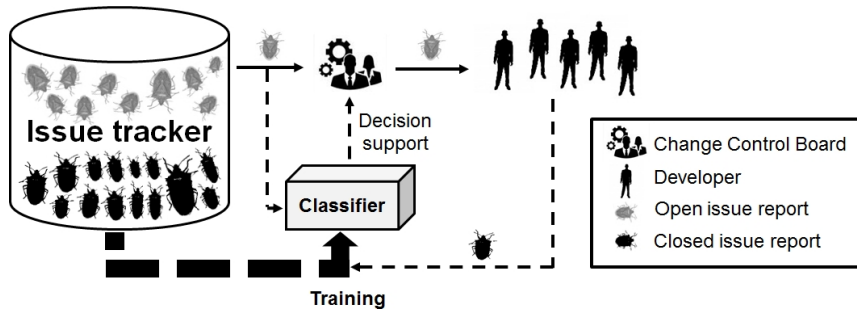 Issue tracker
Decision
support
Classifier
Training
Change Control Board
Developer
Open issue report
Closed issue report